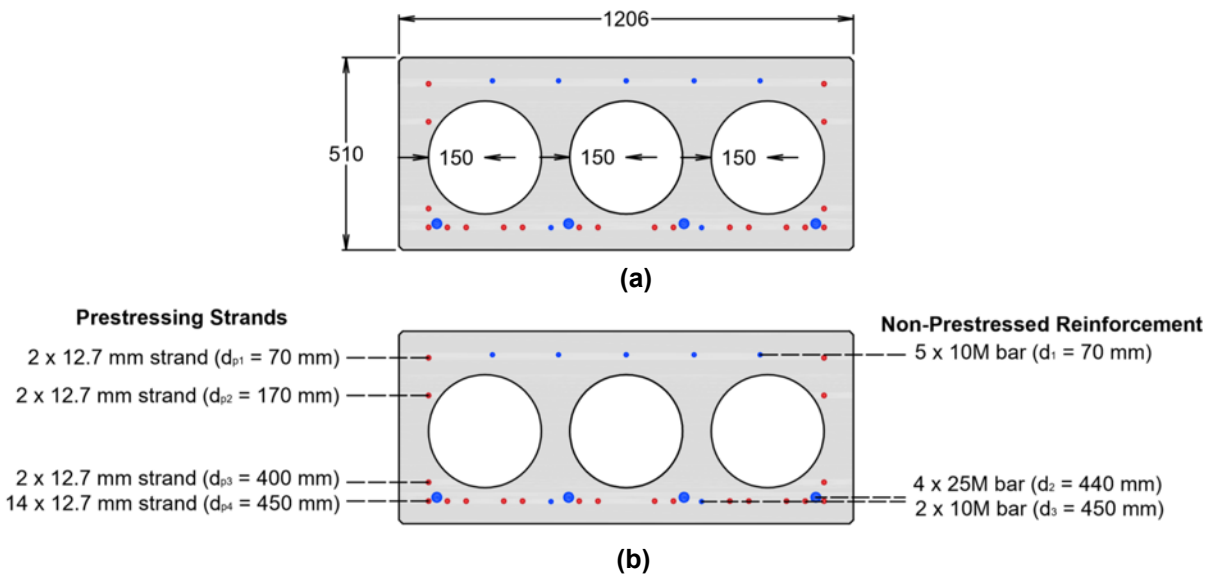 1206
510
150
150
150
(a)
Prestressing Strands
Non-Prestressed Reinforcement
2 x 12.7 mm strand (dp1 = 70 mm)
5 x 10M bar (d1 = 70 mm)
2 x 12.7 mm strand (dp2 = 170 mm)
2 x 12.7 mm strand (dp3 = 400 mm)
4 x 25M bar (d2 = 440 mm)
14 x 12.7 mm strand (dp4 = 450 mm)
2 x 10M bar (d3 = 450 mm)
(b)